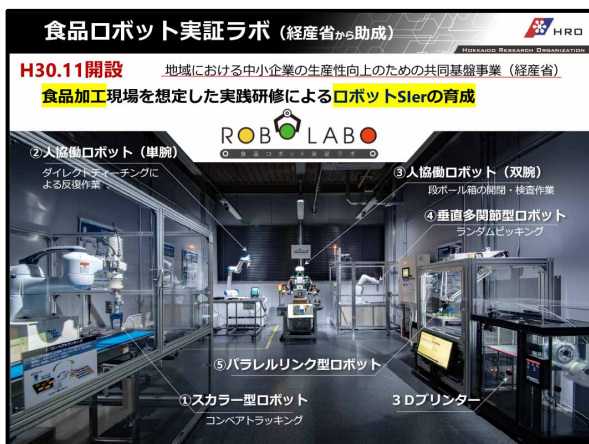 食品ロボット実証ラボ（経産省から助成）
HRO
HOKKAIDO RESEARCH ORGANIZATION
H30.11開設
地域における中小企業の生産性向上のための共同基盤事業（経産省）
食品加工現場を想定した実践研修によるロボットSIerの育成
ROBOLABO
食品ロボット実証ラボ
②人協働ロボット（単腕）
ダイレクトティーチングに
よる反復作業
③人協働ロボット（双腕）
段ボール箱の開閉・検査作業
④垂直多関節型ロボット
ランダムピッキング
コンベアトラッキング
⑤パラレルリンク型ロボット
①スカラー型ロボット
コンベアトラッキング
３Dプリンター